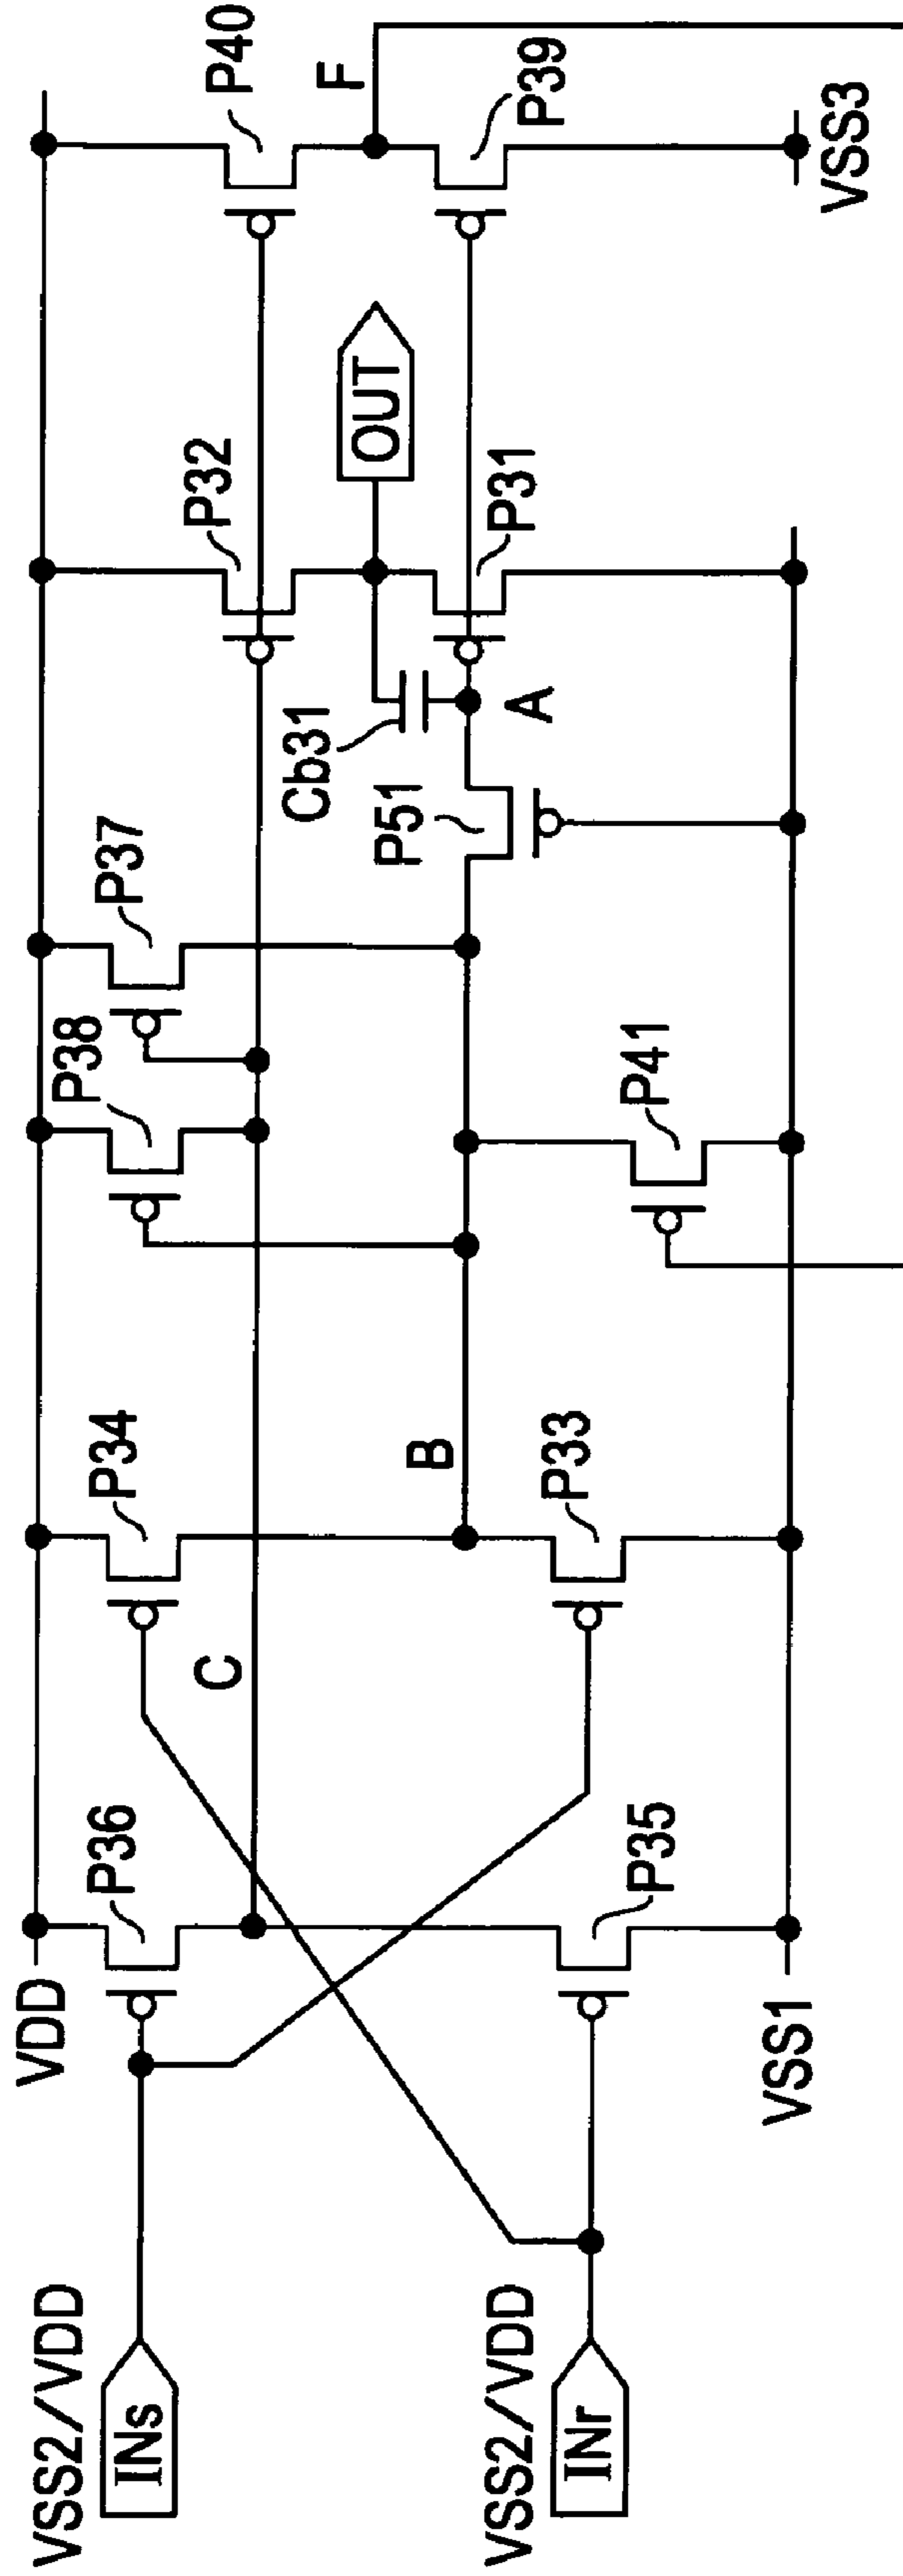 VDD
P36
P34
P38
P37
P32
P40
C
F
INs
VSS2/VDD
Cb31
OUT
P51
A
B
P31
P39
INr
VSS2/VDD
P35
P33
P41
VSS1
VSS3